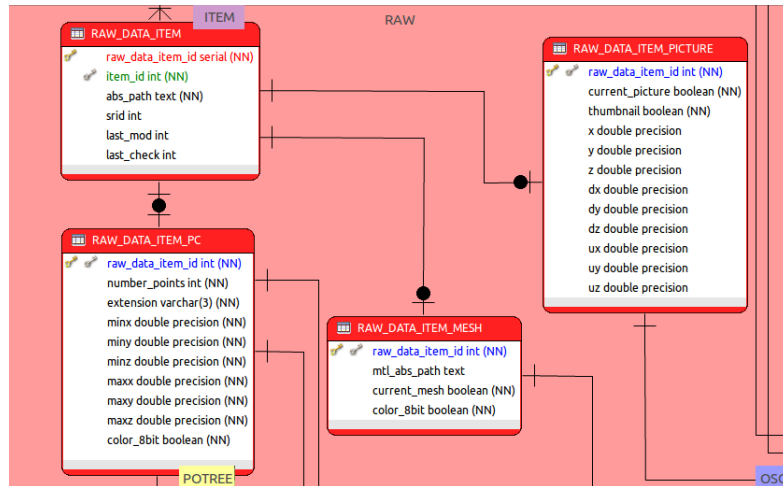 ITEM
RAW
RAW_DATA_ITEM
raw_data_item_id serial (NN)
item_id int (NN)
abs_path text (NN)
srid int
last_mod int
last_check int
RAW_DATA_ITEM_PICTURE
raw_data_item_id int (NN)
current_picture boolean (NN)
thumbnail boolean (NN)
x double precision
y double precision
z double precision
dx double precision
dy double precision
dz double precision
ux double precision
uy double precision
uz double precision
RAW_DATA_ITEM_PC
raw_data_item_id int (NN)
number_points int (NN)
extension varchar(3) (NN)
minx double precision (NN)
miny double precision (NN)
minz double precision (NN)
maxx double precision (NN)
maxy double precision (NN)
maxz double precision (NN)
color_8bit boolean (NN)
RAW_DATA_ITEM_MESH
raw_data_item_id int (NN)
mtl_abs_path text
current_mesh boolean (NN)
color_8bit boolean (NN)
POTREE